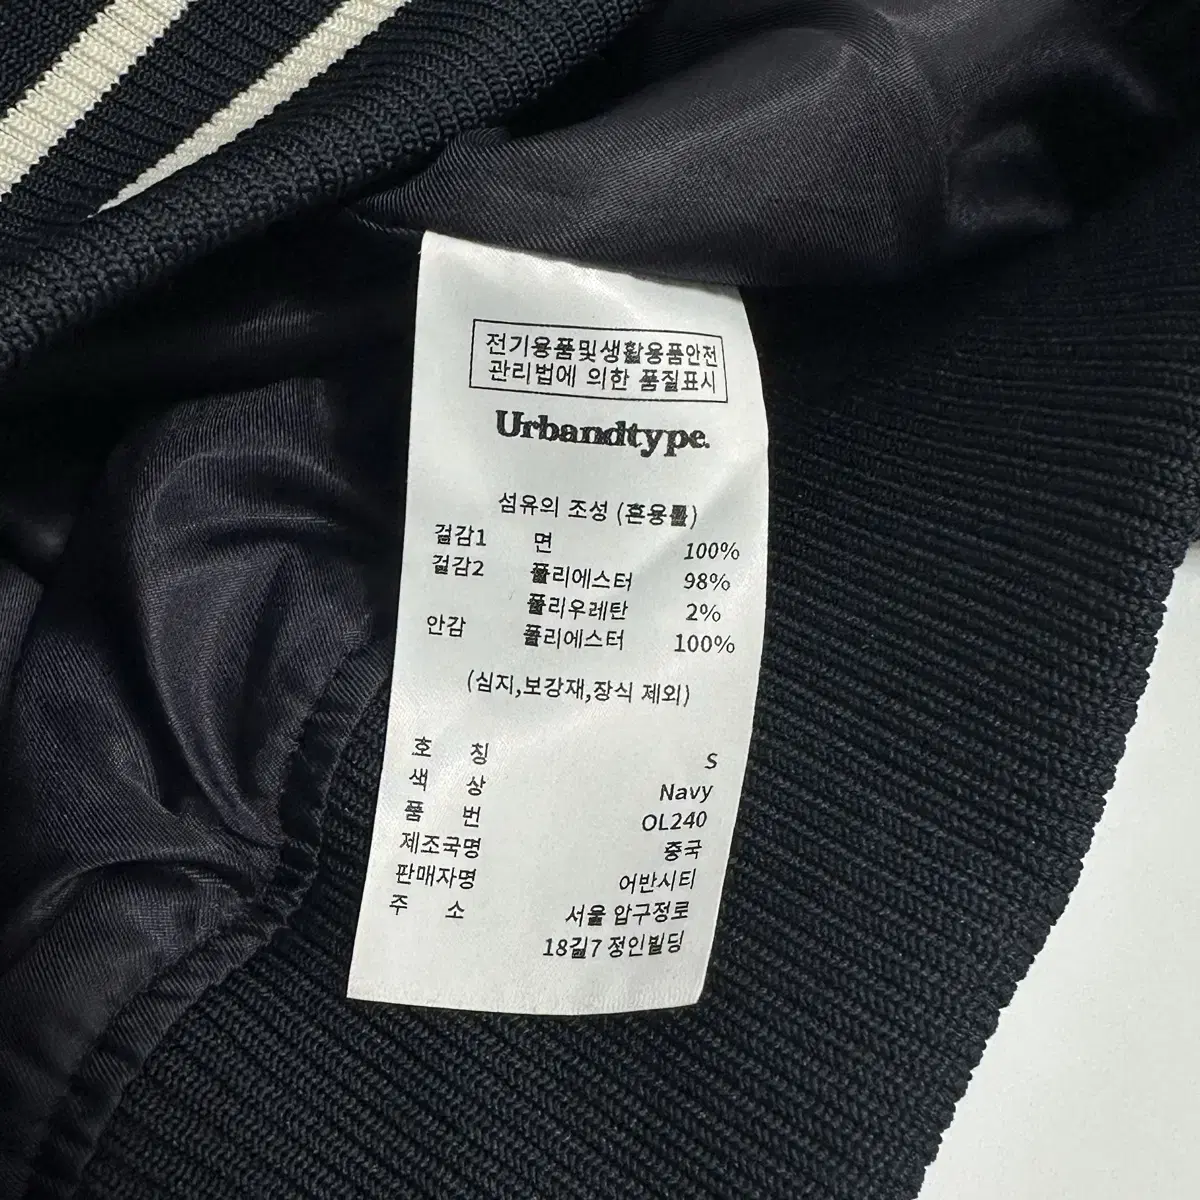 전기용품및생활용품안전
관리법에 의한 품질표시
Urbandtype.
섬유의 조성 (혼용률)
겉감1 면 100%
겉감2 폴리에스터 98%
폴리우레탄 2%
안감 폴리에스터 100%
(심지,보강재,장식 제외)
호 칭 S
색 상 Navy
품 번 OL240
제조국명 중국
판매자명 어반시티
주 소 서울 압구정로
18길7 정인빌딩